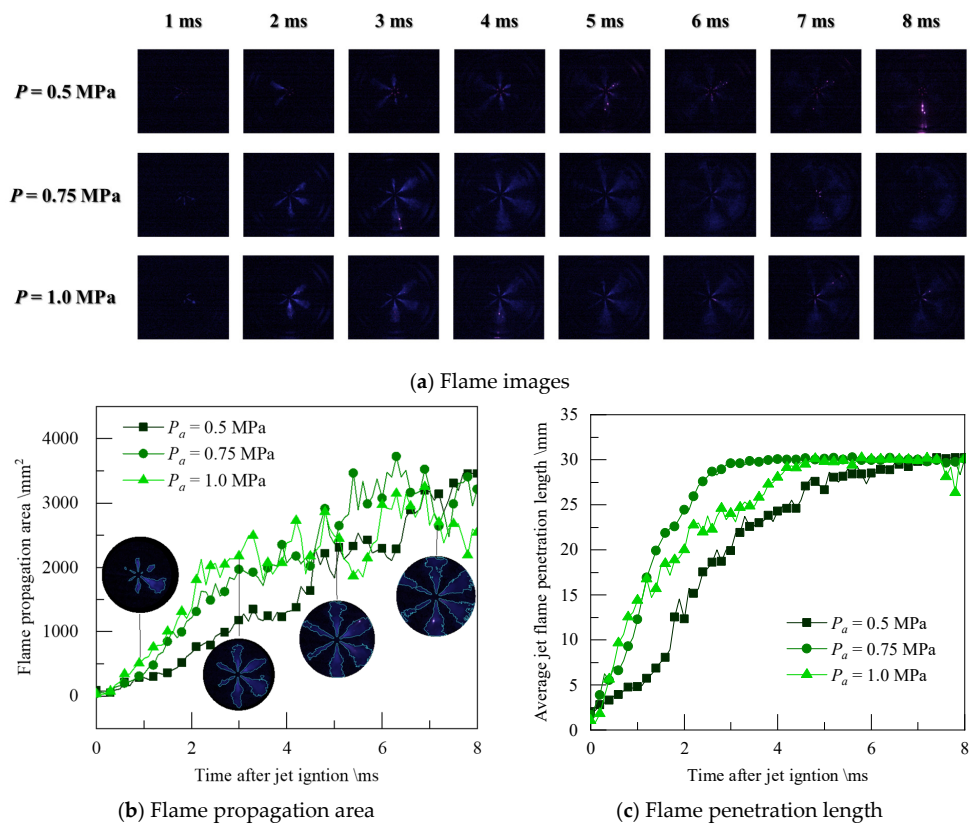 1 ms 2 ms 3 ms 4 ms 5 ms 6 ms 7 ms 8 ms
P = 0.5 MPa
P = 0.75 MPa
P = 1.0 MPa
(a) Flame images
4000
3000
2000
1000
0
Flame propagation area \mm²
Pa = 0.5 MPa
Pa = 0.75 MPa
Pa = 1.0 MPa
0 2 4 6 8
Time after jet igntion \ms
(b) Flame propagation area
35
30
25
20
15
10
5
0
Average jet flame penetration length \mm
Pa = 0.5 MPa
Pa = 0.75 MPa
Pa = 1.0 MPa
0 2 4 6 8
Time after jet ignition \ms
(c) Flame penetration length